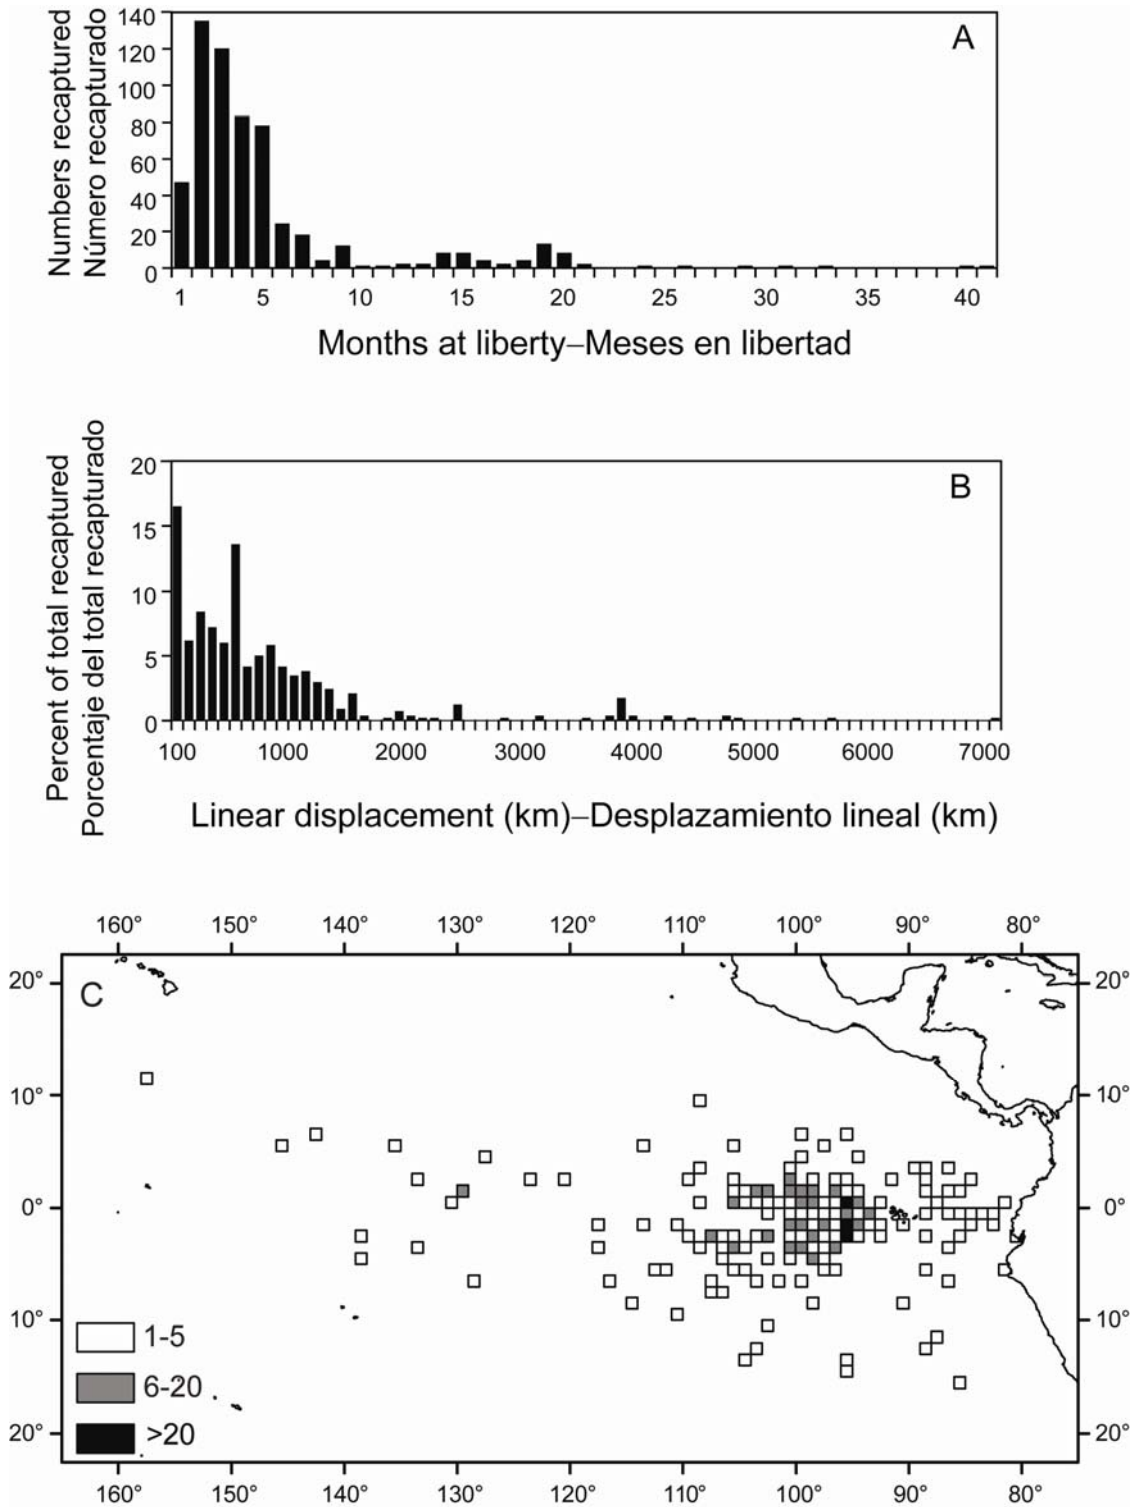 A
Numbers recaptured
Número recapturado
140
120
100
80
60
40
20
0
1 5 10 15 20 25 30 35 40
Months at liberty–Meses en libertad
B
Percent of total recaptured
Porcentaje del total recapturado
20
15
10
5
0
100 1000 2000 3000 4000 5000 6000 7000
Linear displacement (km)–Desplazamiento lineal (km)
160° 150° 140° 130° 120° 110° 100° 90° 80°
C
20° 20°
10° 10°
0° 0°
10° 10°
20° 20°
1-5
6-20
>20
160° 150° 140° 130° 120° 110° 100° 90° 80°